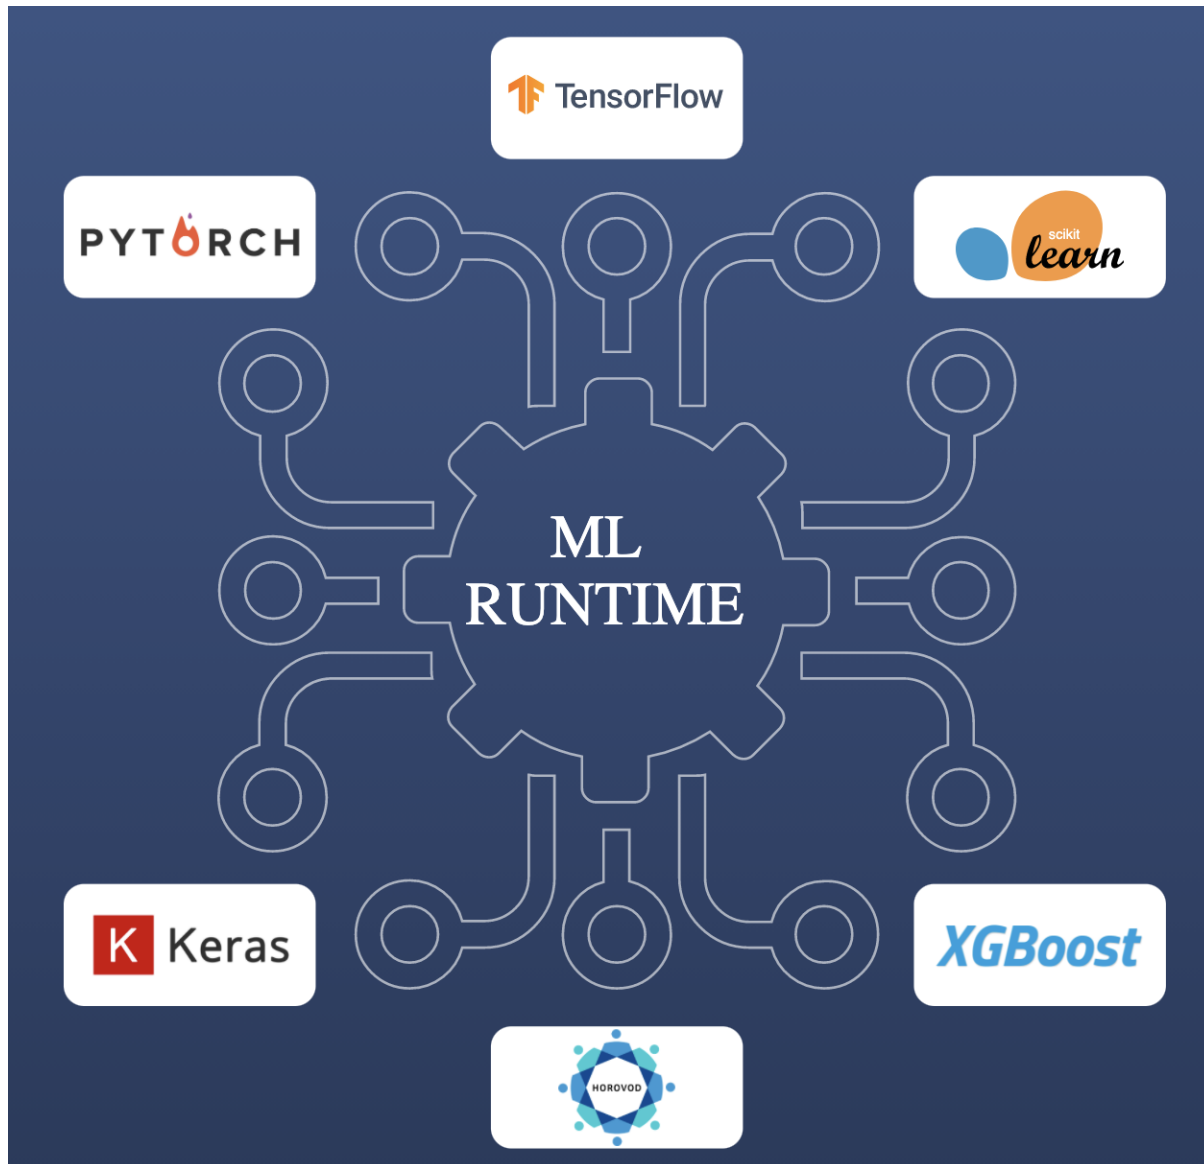 TensorFlow
PYTORCH
scikit
learn
ML
RUNTIME
K Keras
XGBoost
HOROVOD